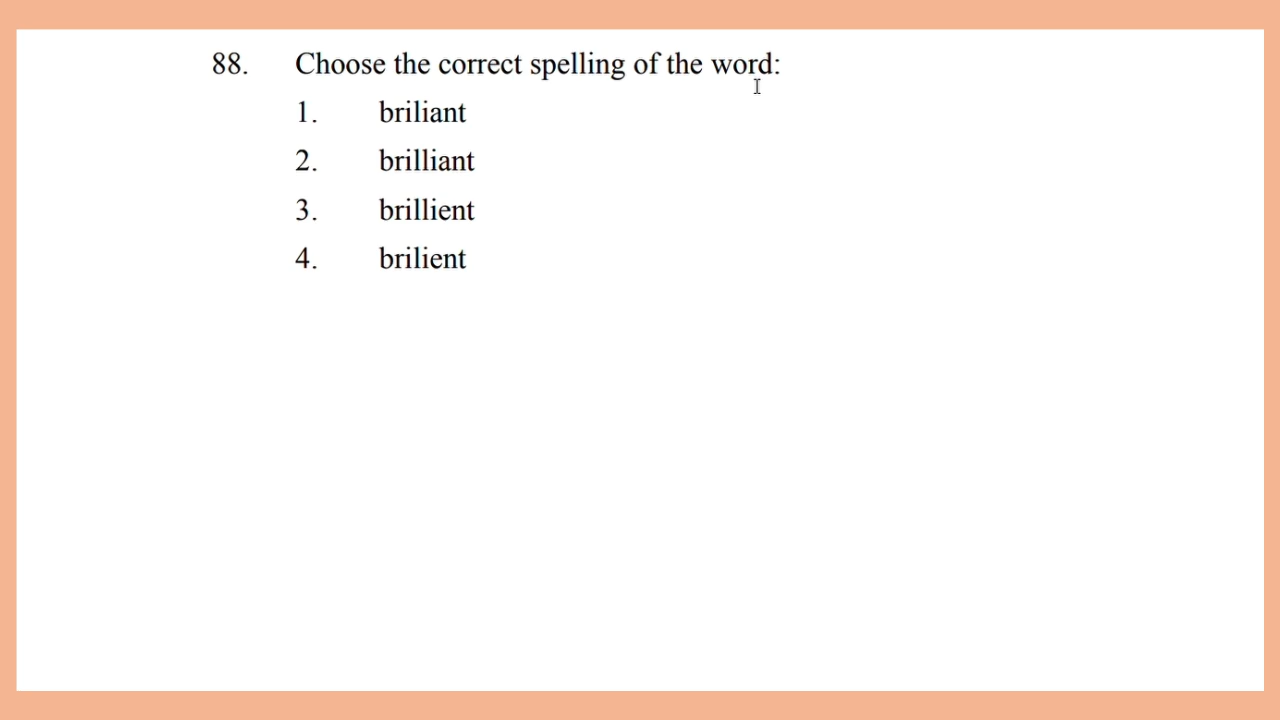 88. Choose the correct spelling of the word:
1. briliant
2. brilliant
3. brillient
4. brilient